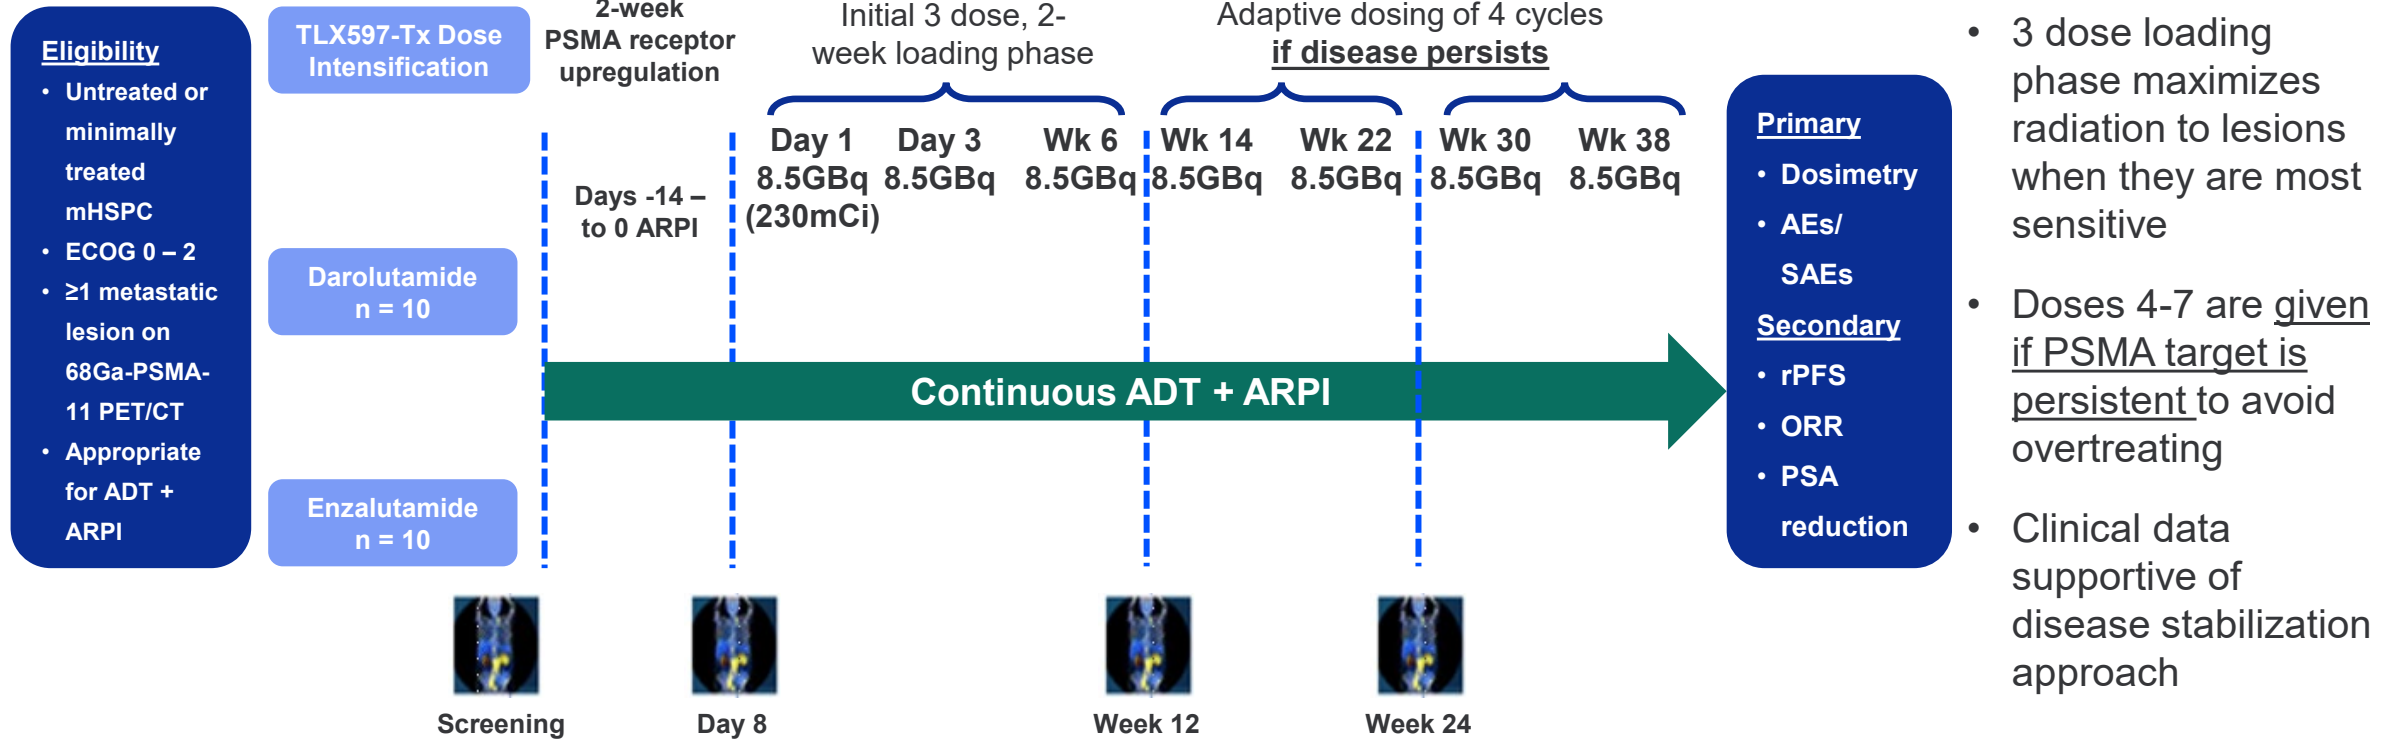 Eligibility
• Untreated or
minimally
treated
mHSPC
• ECOG 0 – 2
• ≥1 metastatic
lesion on
68Ga-PSMA-
11 PET/CT
• Appropriate
for ADT +
ARPI
TLX597-Tx Dose
Intensification
Darolutamide
n = 10
Enzalutamide
n = 10
2-week
PSMA receptor
upregulation
Days -14 –
to 0 ARPI
Initial 3 dose, 2-
week loading phase
Adaptive dosing of 4 cycles
if disease persists
Day 1
8.5GBq
(230mCi)
Day 3
8.5GBq
Wk 6
8.5GBq
Wk 14
8.5GBq
Wk 22
8.5GBq
Wk 30
8.5GBq
Wk 38
8.5GBq
Continuous ADT + ARPI
Screening
Day 8
Week 12
Week 24
Primary
• Dosimetry
• AEs/
SAEs
Secondary
• rPFS
• ORR
• PSA
reduction
• 3 dose loading
phase maximizes
radiation to lesions
when they are most
sensitive
• Doses 4-7 are given
if PSMA target is
persistent to avoid
overtreating
• Clinical data
supportive of
disease stabilization
approach